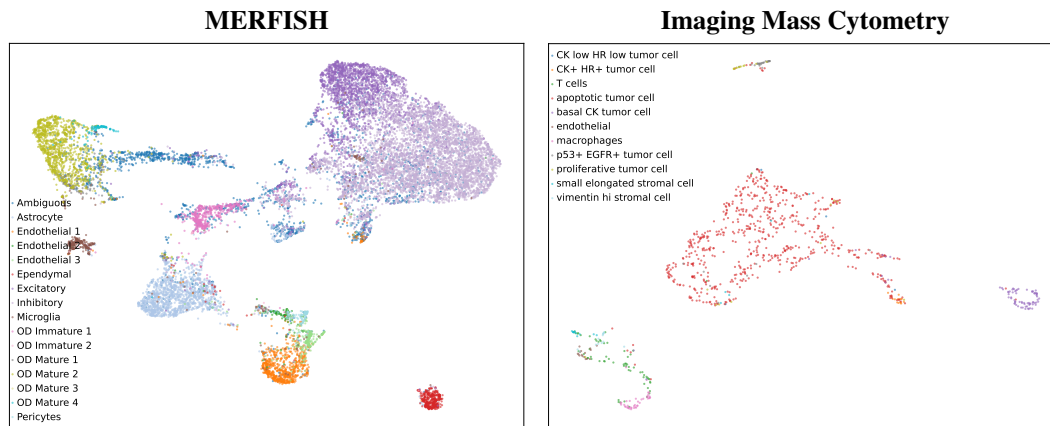 MERFISH
Ambiguous
Astrocyte
Endothelial 1
Endothelial 2
Endothelial 3
Ependymal
Excitatory
Inhibitory
Microglia
OD Immature 1
OD Immature 2
OD Mature 1
OD Mature 2
OD Mature 3
OD Mature 4
Pericytes
Imaging Mass Cytometry
CK low HR low tumor cell
CK+ HR+ tumor cell
T cells
apoptotic tumor cell
basal CK tumor cell
endothelial
macrophages
p53+ EGFR+ tumor cell
proliferative tumor cell
small elongated stromal cell
vimentin hi stromal cell